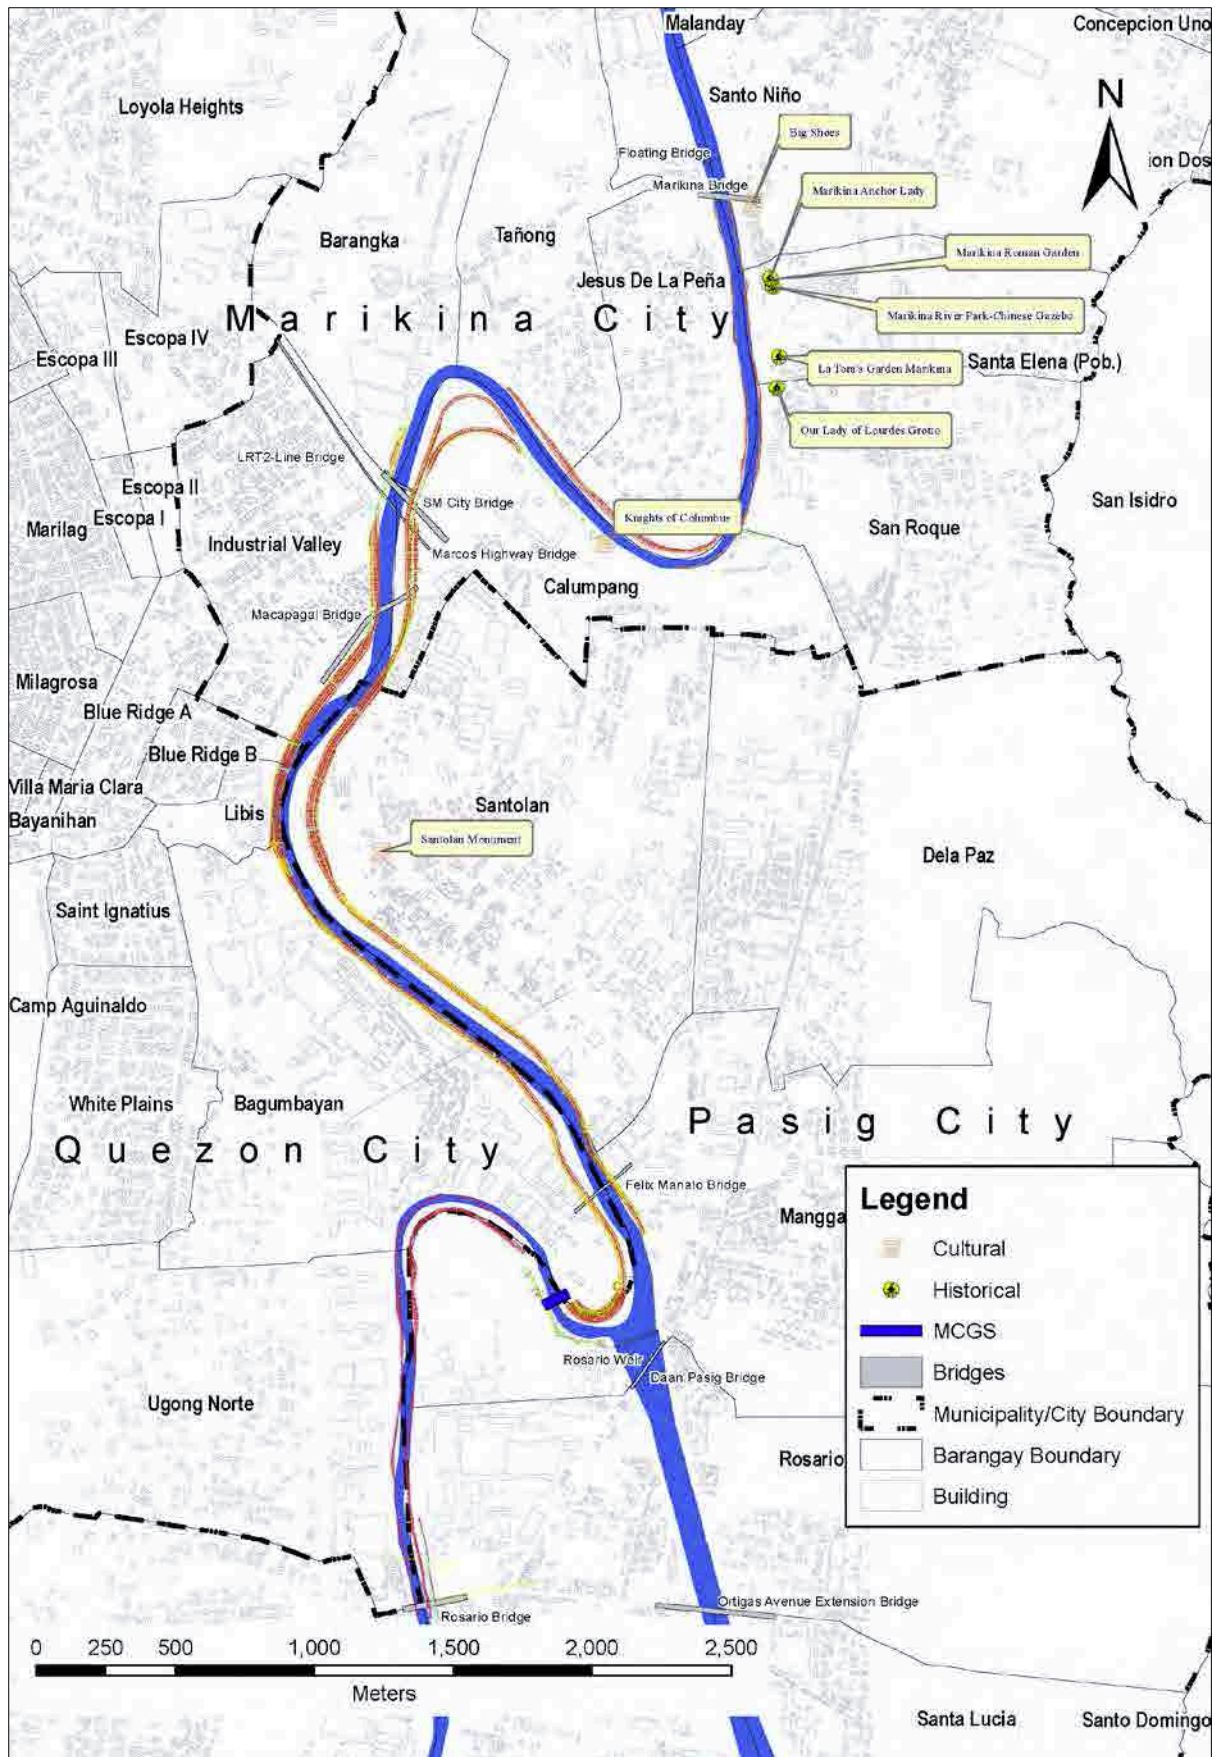 Malanday
Concepcion Uno
Loyola Heights
Santo Niño
N
Big Shoes
Floating Bridge
ion Dos
Marikina Bridge
Marikina Anchor Lady
Barangka
Tañong
Marikina Roman Garden
Jesus De La Peña
Marikina City
Marikina River Park-Chinese Gazebo
Escopa IV
Escopa III
La Tora's Garden Marikina
Santa Elena (Pob.)
Our Lady of Lourdes Grotto
LRT2-Line Bridge
Escopa II
SM City Bridge
San Isidro
Marilag
Escopa I
Knights of Columbus
San Roque
Industrial Valley
Marcos Highway Bridge
Calumpang
Macapagal Bridge
Milagrosa
Blue Ridge A
Blue Ridge B
Villa Maria Clara
Libis
Santolan
Bayanihan
Santolan Monument
Dela Paz
Saint Ignatius
Camp Aguinaldo
White Plains
Bagumbayan
Pasig City
Quezon City
Felix Manalo Bridge
Mangga
Legend
Cultural
Historical
MCGS
Bridges
Municipality/City Boundary
Barangay Boundary
Building
Rosario Weir
Daan Pasig Bridge
Ugong Norte
Rosario
Ortigas Avenue Extension Bridge
Rosario Bridge
0 250 500 1,000 1,500 2,000 2,500
Meters
Santa Lucia
Santo Domingo